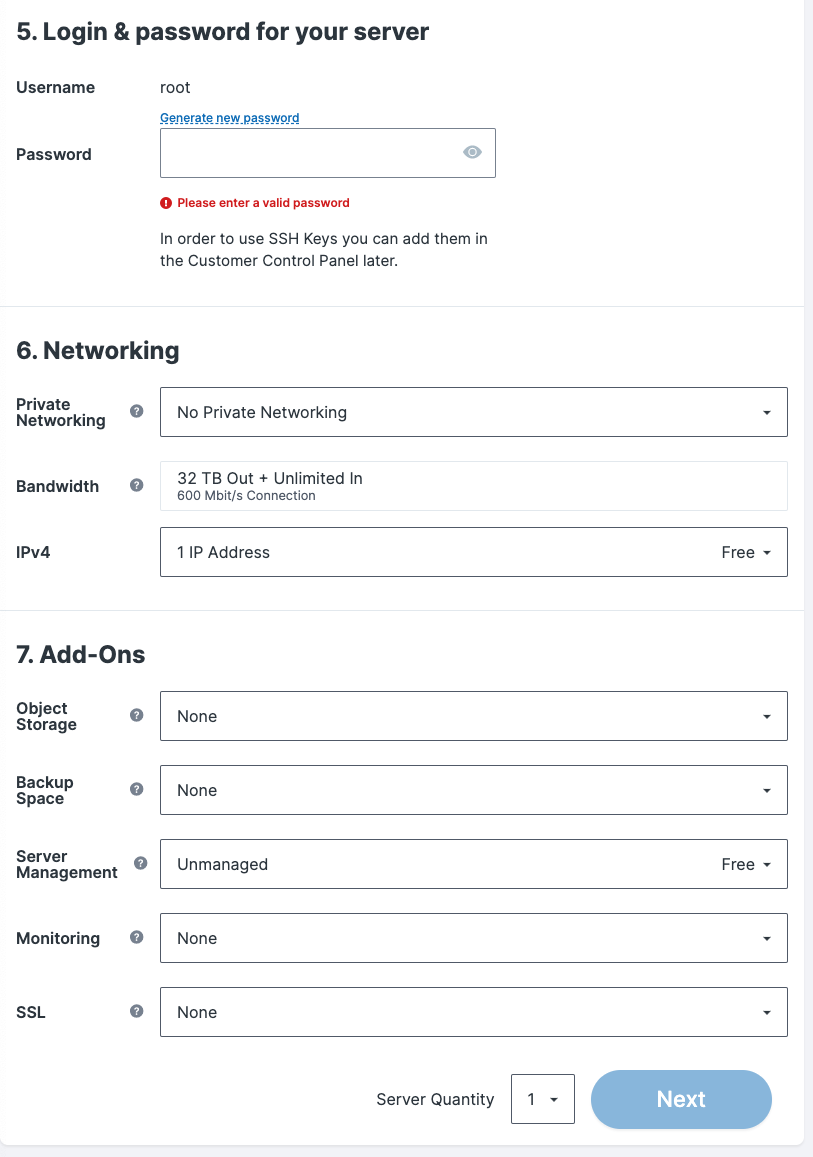 5. Login & password for your server
Username
root
Generate new password
Password
Please enter a valid password
In order to use SSH Keys you can add them in
the Customer Control Panel later.
6. Networking
Private
Networking
?
No Private Networking
Bandwidth
?
32 TB Out + Unlimited In
600 Mbit/s Connection
IPv4
1 IP Address
Free
7. Add-Ons
Object
Storage
?
None
Backup
Space
?
None
Server
Management
?
Unmanaged
Free
Monitoring
?
None
SSL
?
None
Server Quantity
1
Next